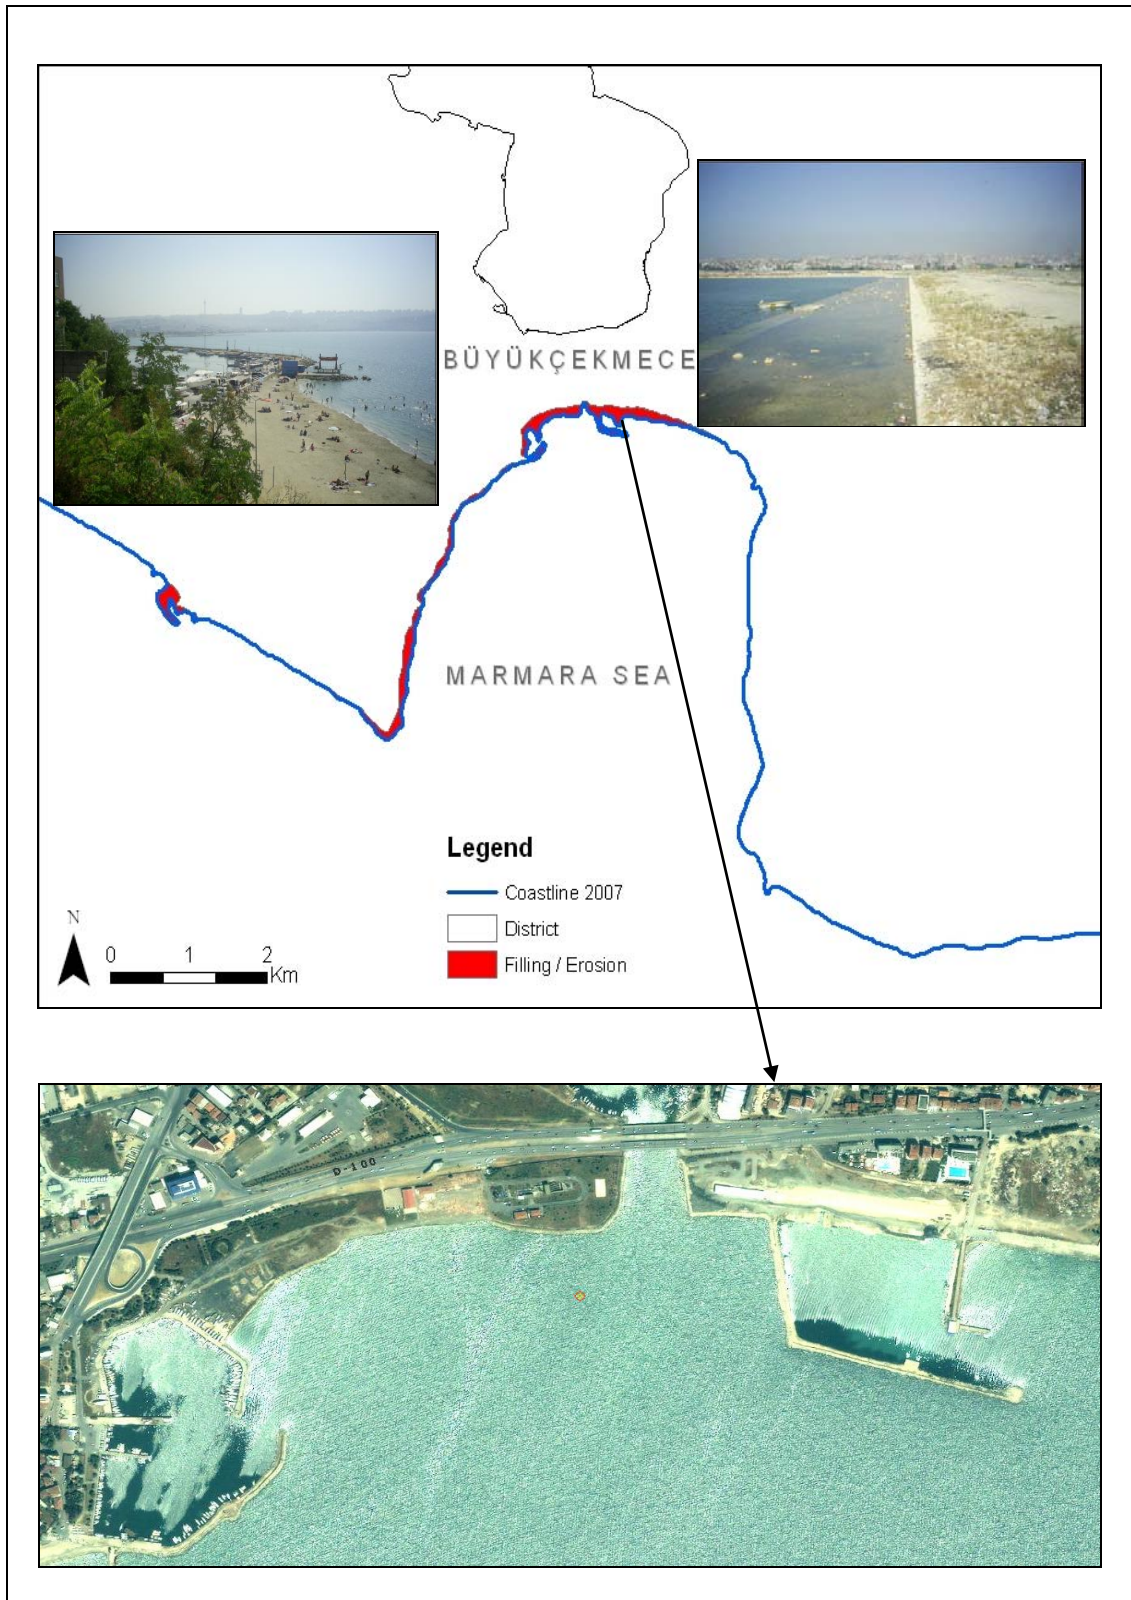 BÜYÜKÇEKMECE
MARMARA SEA
Legend
Coastline 2007
District
Filling / Erosion
N
0 1 2
Km
D-100